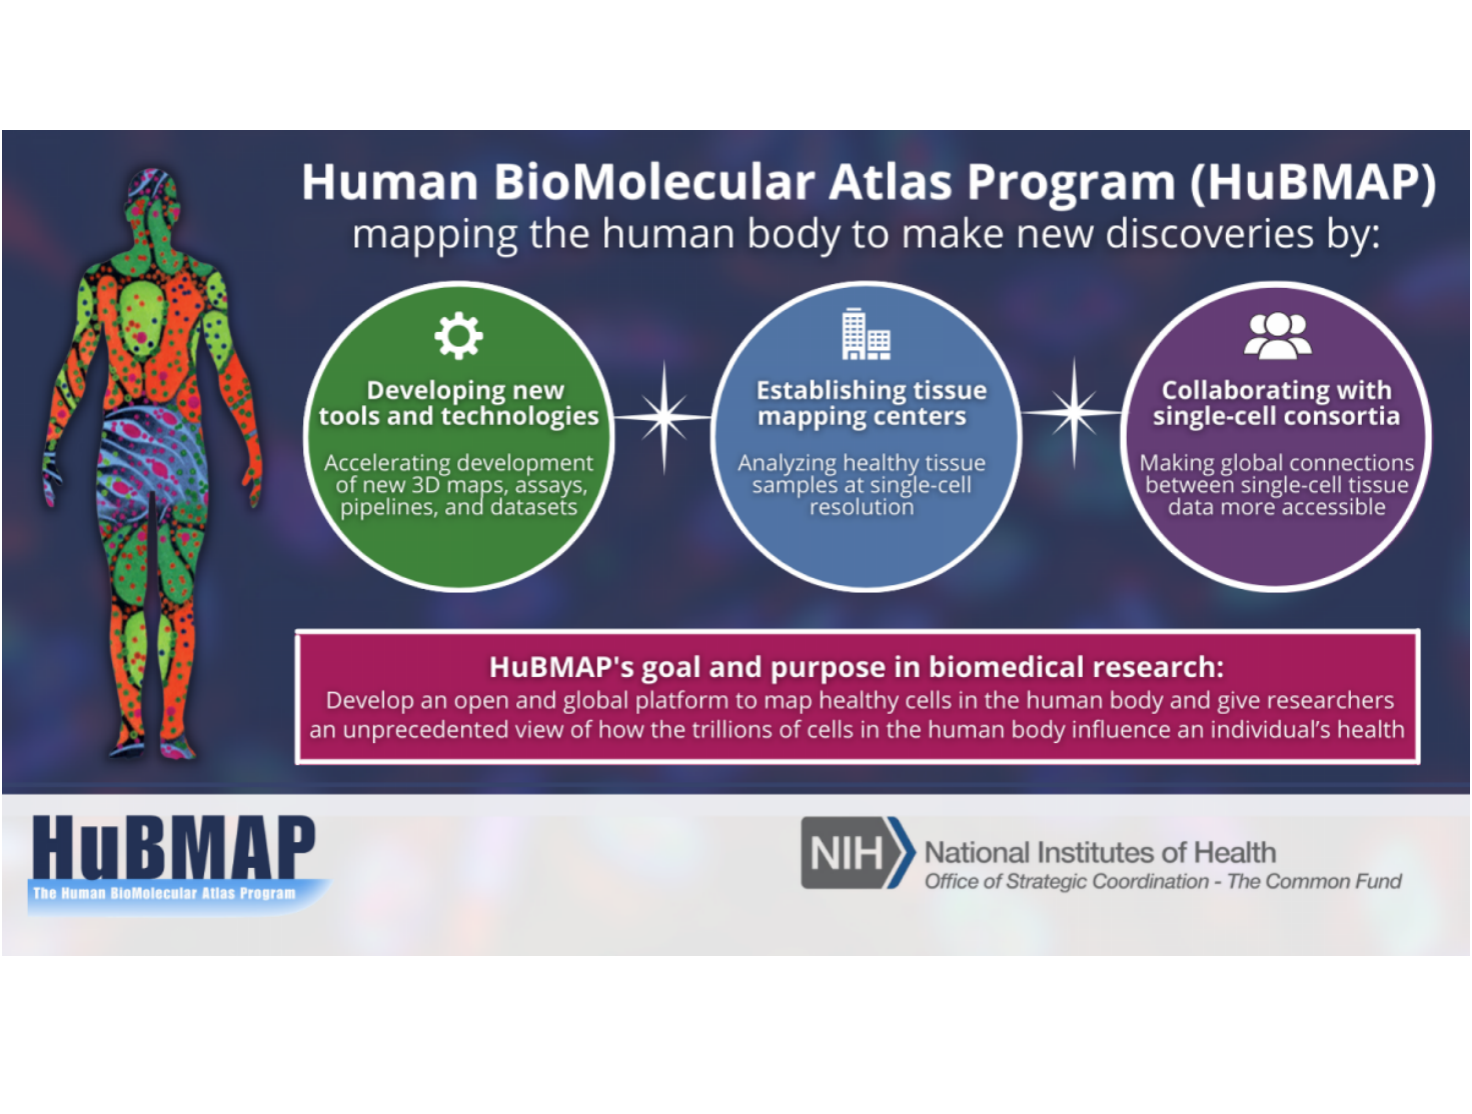 Human BioMolecular Atlas Program (HuBMAP)
mapping the human body to make new discoveries by:
Developing new
tools and technologies
Accelerating development
of new 3D maps, assays,
pipelines, and datasets
Establishing tissue
mapping centers
Analyzing healthy tissue
samples at single-cell
resolution
Collaborating with
single-cell consortia
Making global connections
between single-cell tissue
data more accessible
HuBMAP's goal and purpose in biomedical research:
Develop an open and global platform to map healthy cells in the human body and give researchers
an unprecedented view of how the trillions of cells in the human body influence an individual’s health
HuBMAP
The Human BioMolecular Atlas Program
NIH
National Institutes of Health
Office of Strategic Coordination - The Common Fund